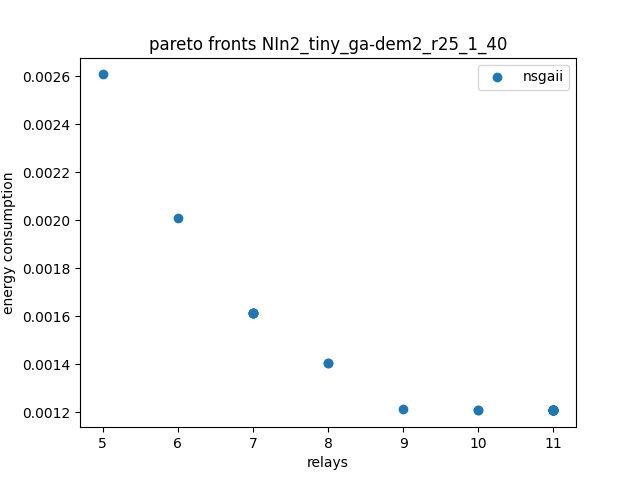 pareto fronts NIn2_tiny_ga-dem2_r25_1_40
nsgaii
0.0026
0.0024
0.0022
0.0020
0.0018
0.0016
0.0014
0.0012
energy consumption
5 6 7 8 9 10 11
relays